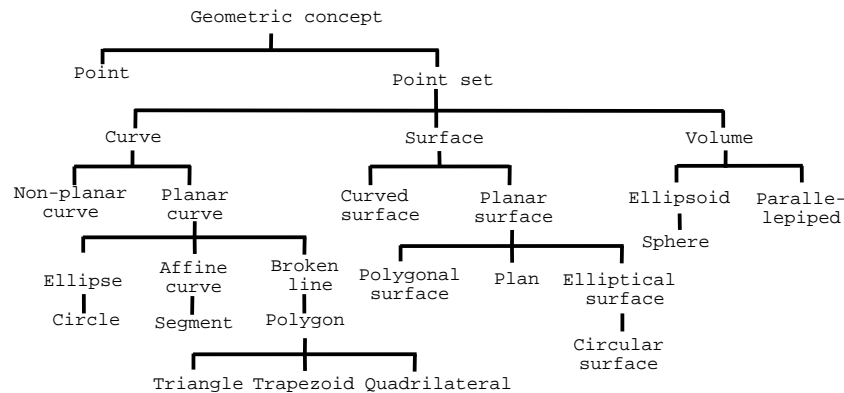 Geometric concept
Point
Point set
Curve
Surface
Volume
Non-planar
curve
Planar
curve
Curved
surface
Planar
surface
Ellipsoid
Paralle-
lepiped
Sphere
Ellipse
Affine
curve
Broken
line
Polygonal
surface
Plan
Elliptical
surface
Circle
Segment
Polygon
Circular
surface
Triangle Trapezoid Quadrilateral